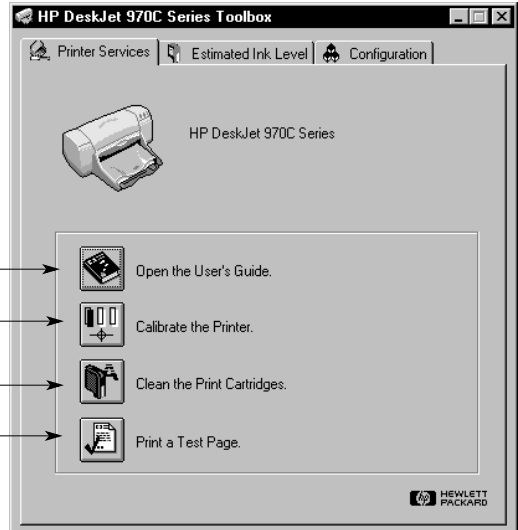 HP DeskJet 970C Series Toolbox
Printer Services Estimated Ink Level Configuration
HP DeskJet 970C Series
Open the User's Guide.
Calibrate the Printer.
Clean the Print Cartridges.
Print a Test Page.
hp HEWLETT
PACKARD